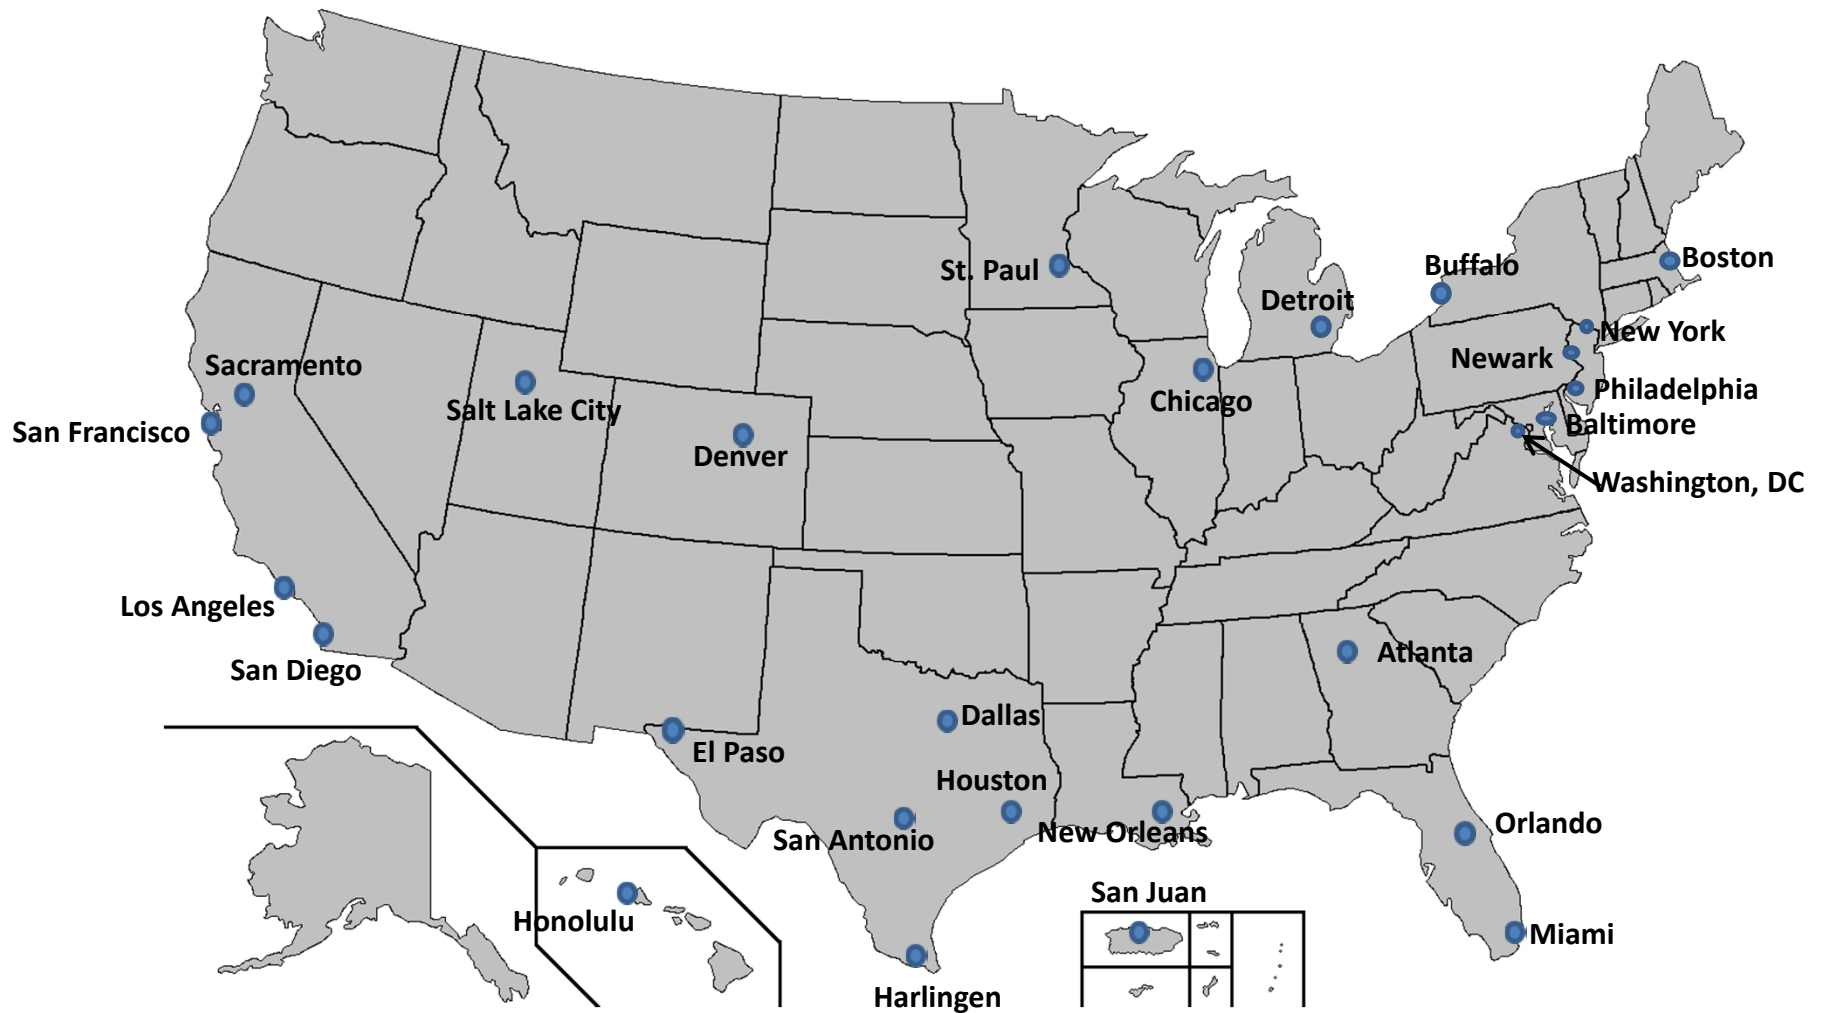 Boston
Buffalo
St. Paul
Detroit
New York
Newark
Sacramento
Philadelphia
Chicago
Salt Lake City
Baltimore
San Francisco
Denver
Washington, DC
Los Angeles
Atlanta
San Diego
Dallas
El Paso
Houston
Orlando
New Orleans
San Antonio
San Juan
Honolulu
Miami
Harlingen